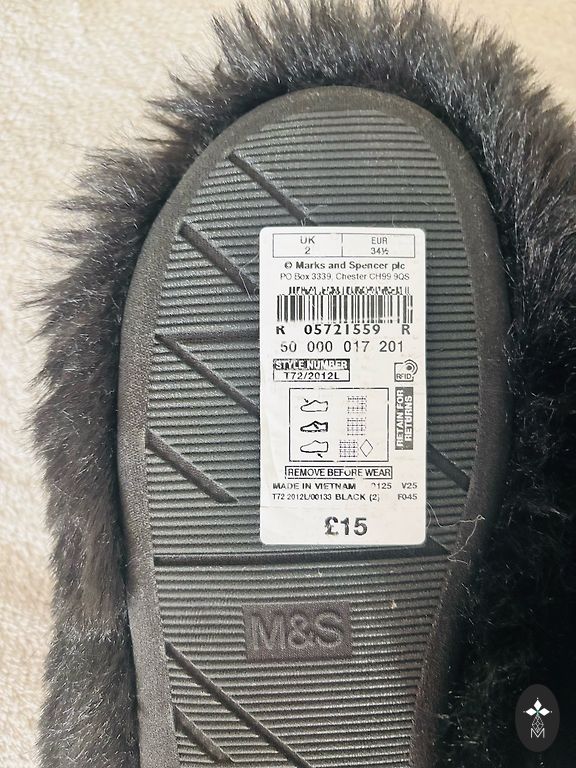 UK EUR
2 34½
© Marks and Spencer plc
PO Box 3339, Chester CH99 9QS
R 05721559 R
50 000 017 201
STYLE NUMBER
T72/2012L
RFID
RETAIN FOR
RETURNS
REMOVE BEFORE WEAR
MADE IN VIETNAM 0125 V25
T72 2012L/00133 BLACK (2) F045
£15
M&S
M